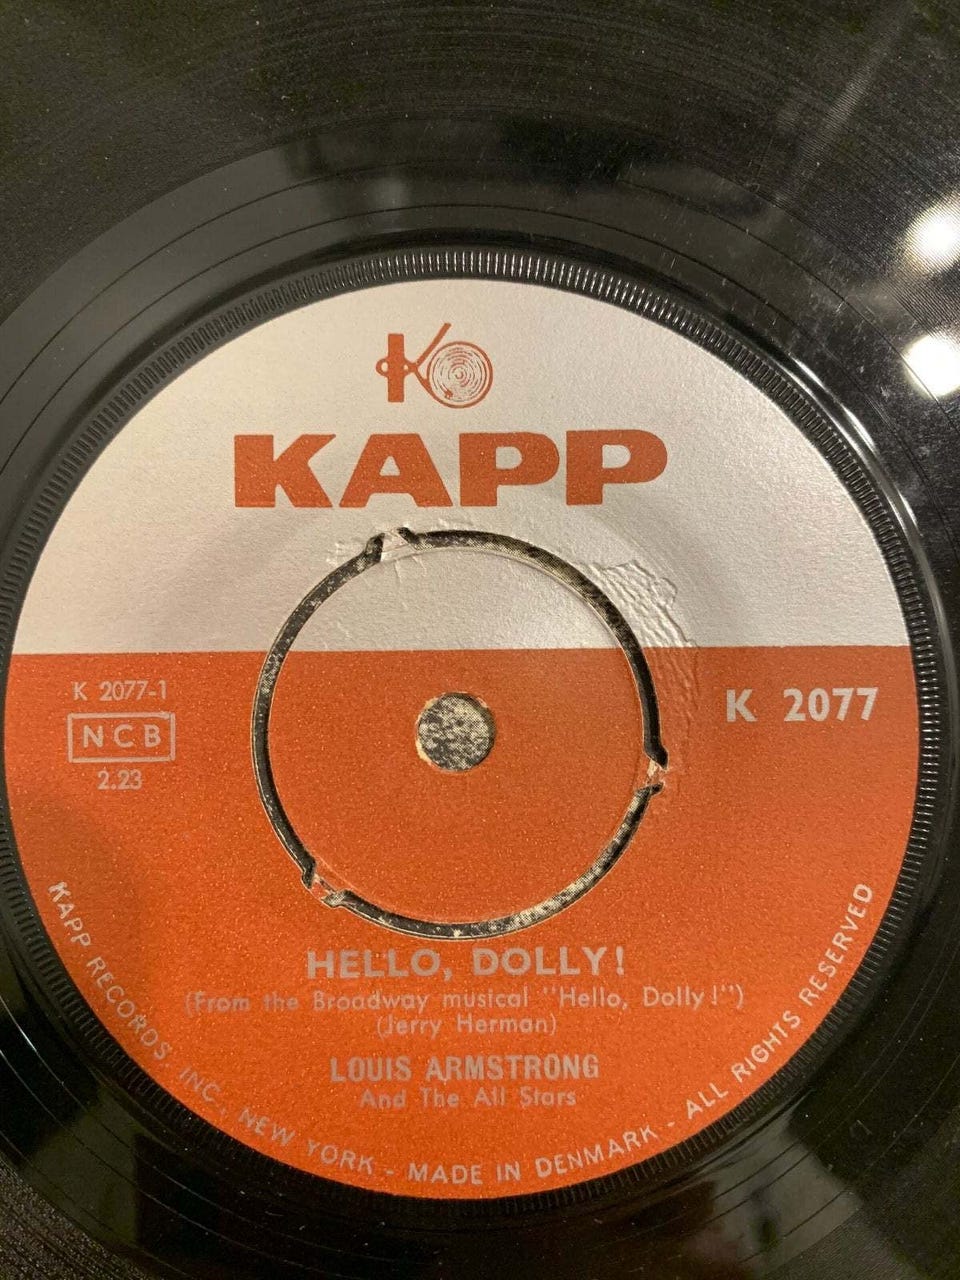 K
KAPP
K 2077-1
NCB
2.23
K 2077
HELLO, DOLLY!
(From the Broadway musical "Hello, Dolly!")
(Jerry Herman)
LOUIS ARMSTRONG
And The All Stars
KAPP RECORDS, INC., NEW YORK - MADE IN DENMARK - ALL RIGHTS RESERVED